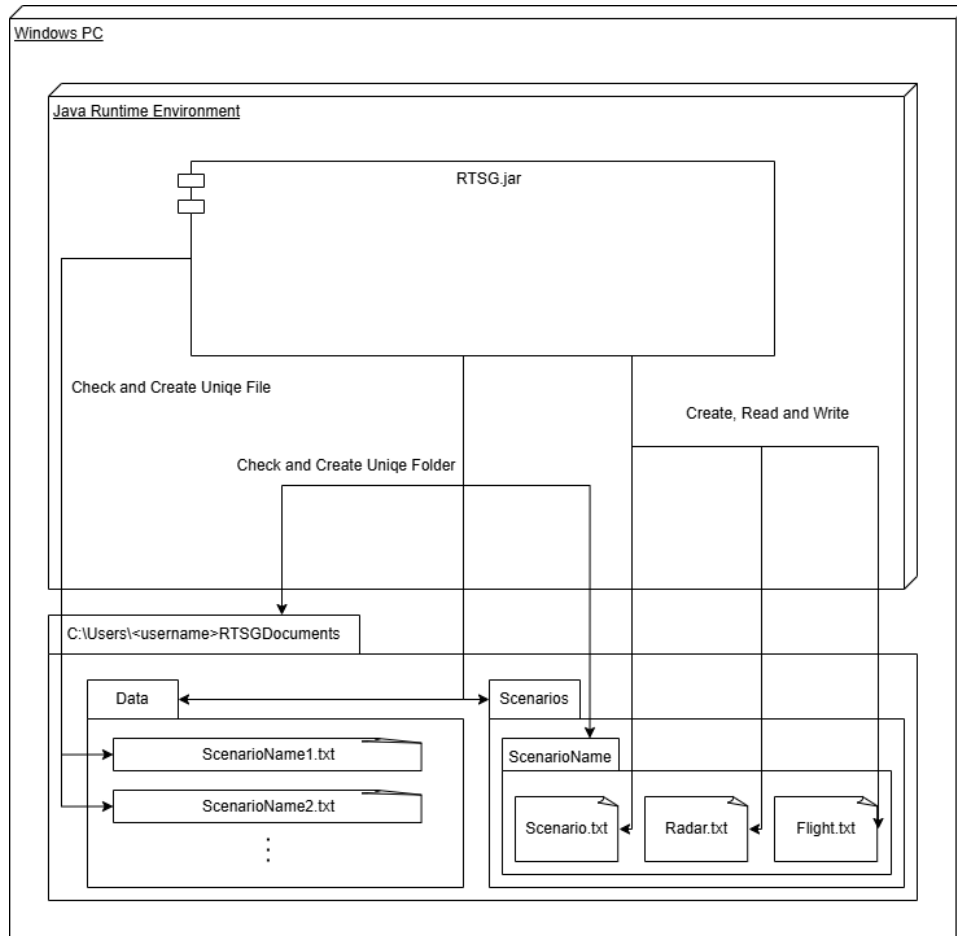 Windows PC
Java Runtime Environment
RTSG.jar
Check and Create Uniqe File
Create, Read and Write
Check and Create Uniqe Folder
C:\Users\<username>RTSGDocuments
Data
Scenarios
ScenarioName1.txt
ScenarioName
ScenarioName2.txt
Scenario.txt
Radar.txt
Flight.txt